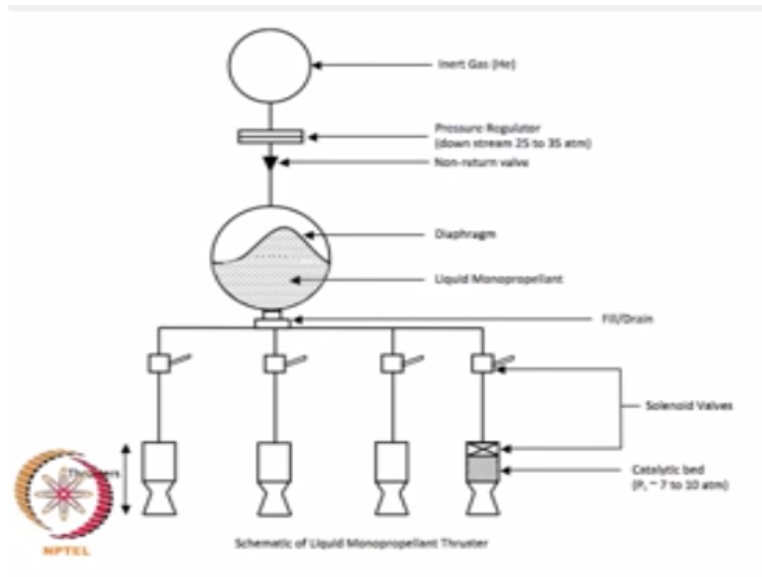 Inert Gas (He)
Pressure Regulator
(down stream 25 to 35 atm)
Non-return valve
Diaphragm
Liquid Monopropellant
Fill/Drain
Solenoid Valves
Thrusters
Catalytic bed
(P, ~ 7 to 10 atm)
Schematic of Liquid Monopropellant Thruster
NPTEL